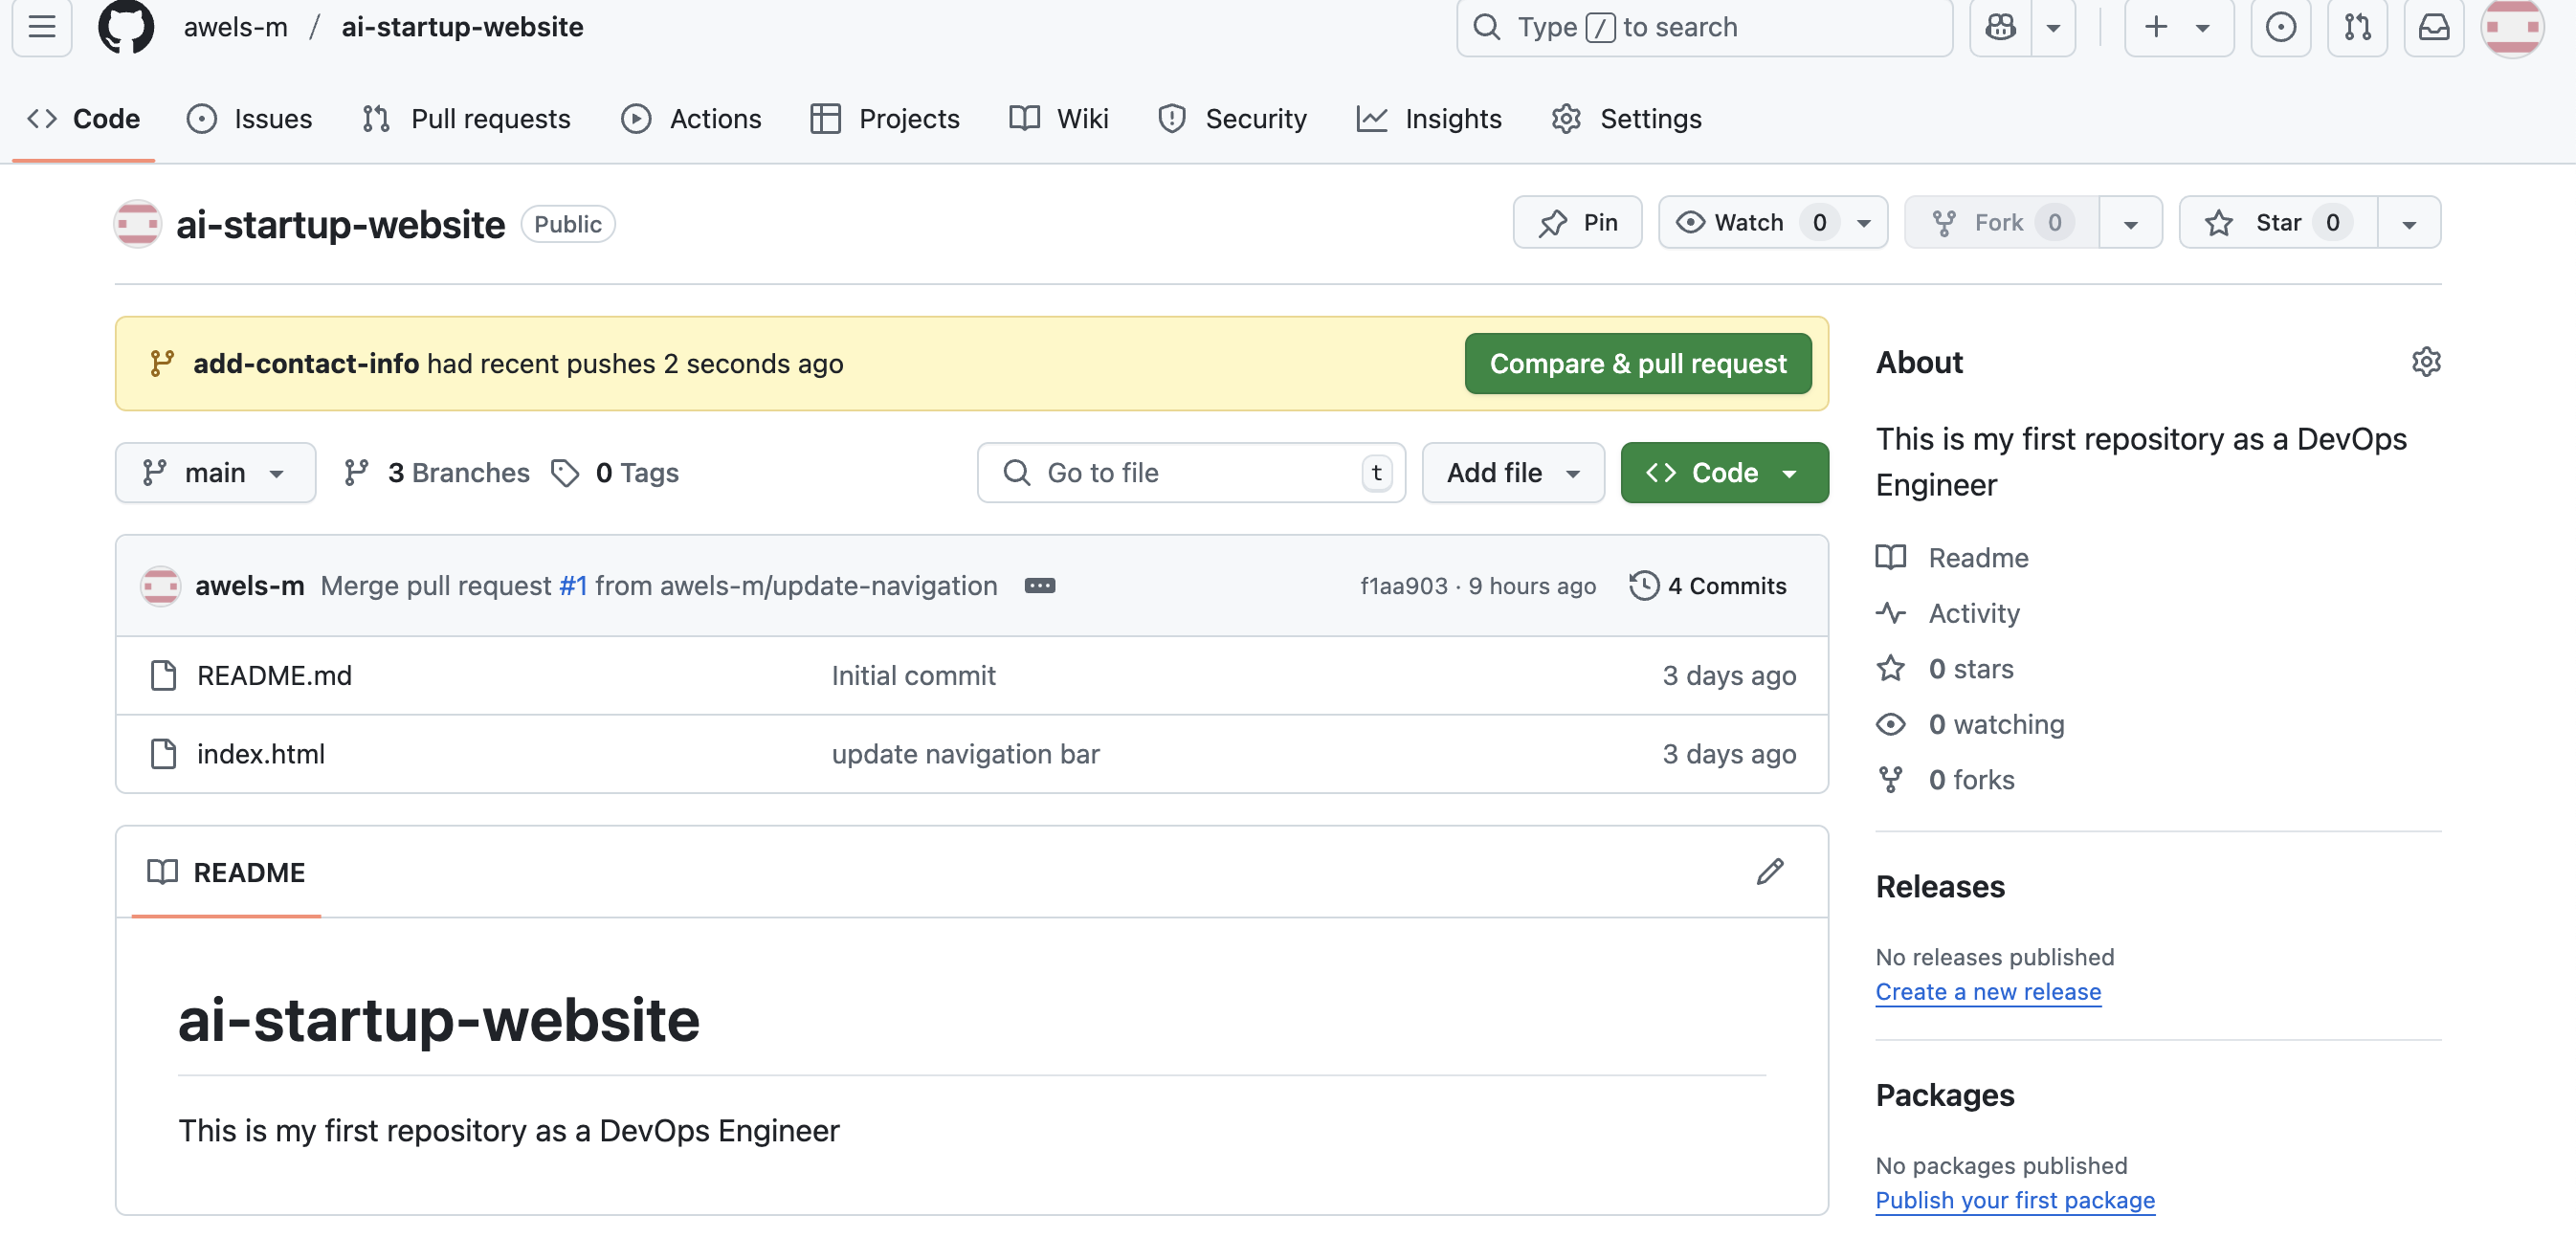 awels-m / ai-startup-website
Type / to search
Code
Issues
Pull requests
Actions
Projects
Wiki
Security
Insights
Settings
ai-startup-website
Public
Pin
Watch 0
Fork 0
Star 0
add-contact-info had recent pushes 2 seconds ago
Compare & pull request
main
3 Branches
0 Tags
Go to file
t
Add file
Code
awels-m Merge pull request #1 from awels-m/update-navigation
f1aa903 · 9 hours ago
4 Commits
README.md
Initial commit
3 days ago
index.html
update navigation bar
3 days ago
README
ai-startup-website
This is my first repository as a DevOps Engineer
About
This is my first repository as a DevOps
Engineer
Readme
Activity
0 stars
0 watching
0 forks
Releases
No releases published
Create a new release
Packages
No packages published
Publish your first package